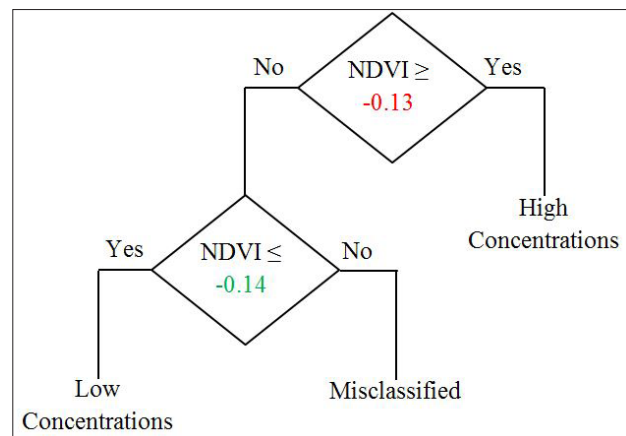 No
NDVI ≥
-0.13
Yes
High
Concentrations
Yes
NDVI ≤
-0.14
No
Low
Concentrations
Misclassified